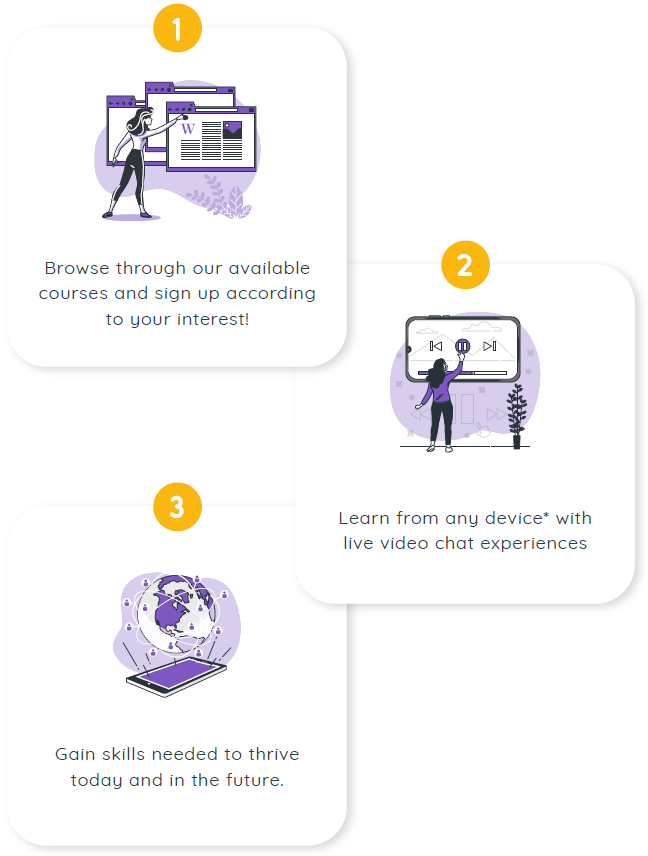 1
W
Browse through our available
courses and sign up according
to your interest!
2
Learn from any device* with
live video chat experiences
3
Gain skills needed to thrive
today and in the future.